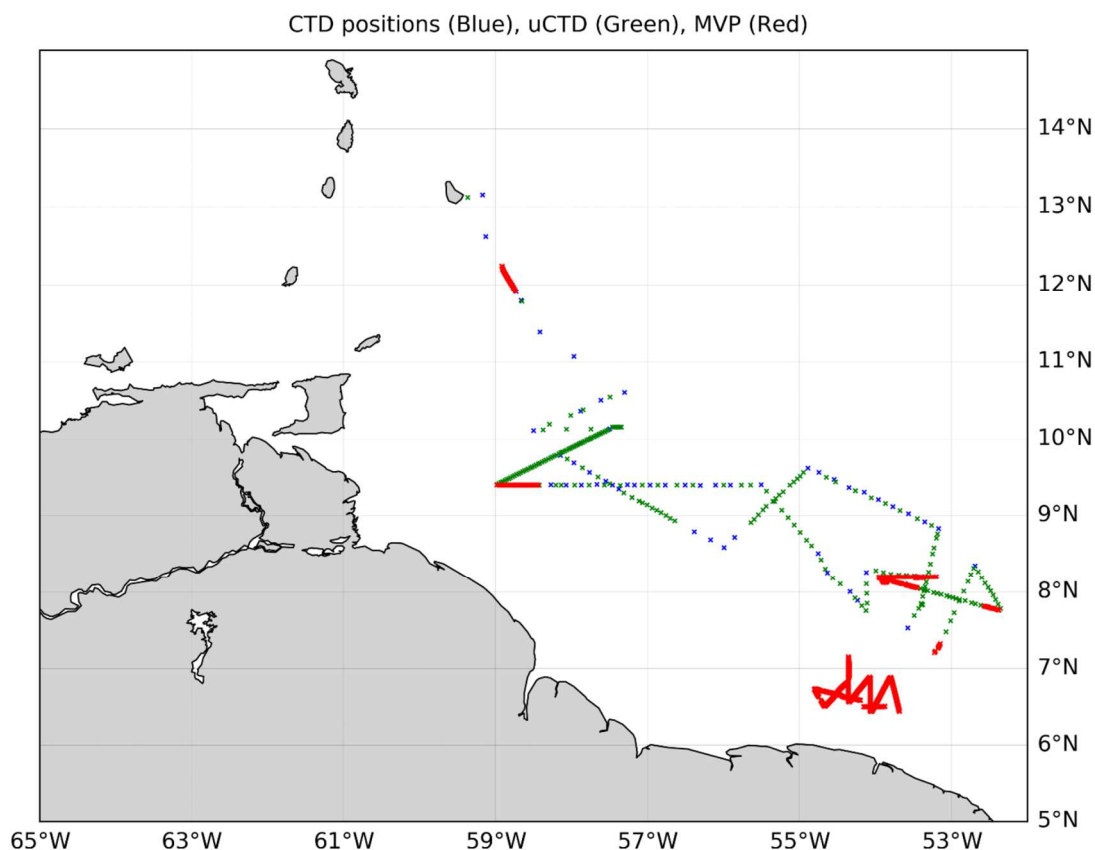 CTD positions (Blue), uCTD (Green), MVP (Red)
14°N
13°N
12°N
11°N
10°N
9°N
8°N
7°N
6°N
5°N
65°W 63°W 61°W 59°W 57°W 55°W 53°W